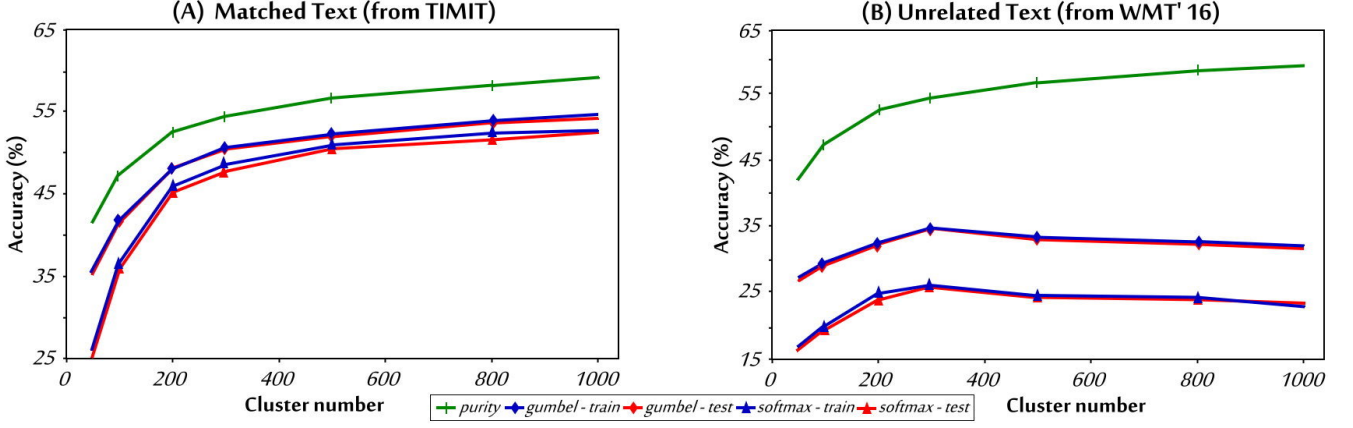 (A) Matched Text (from TIMIT)
65
55
45
35
25
Accuracy (%)
0 200 400 600 800 1000
Cluster number
(B) Unrelated Text (from WMT' 16)
65
55
45
35
25
15
Accuracy (%)
0 200 400 600 800 1000
Cluster number
purity gumbel - train gumbel - test softmax - train softmax - test